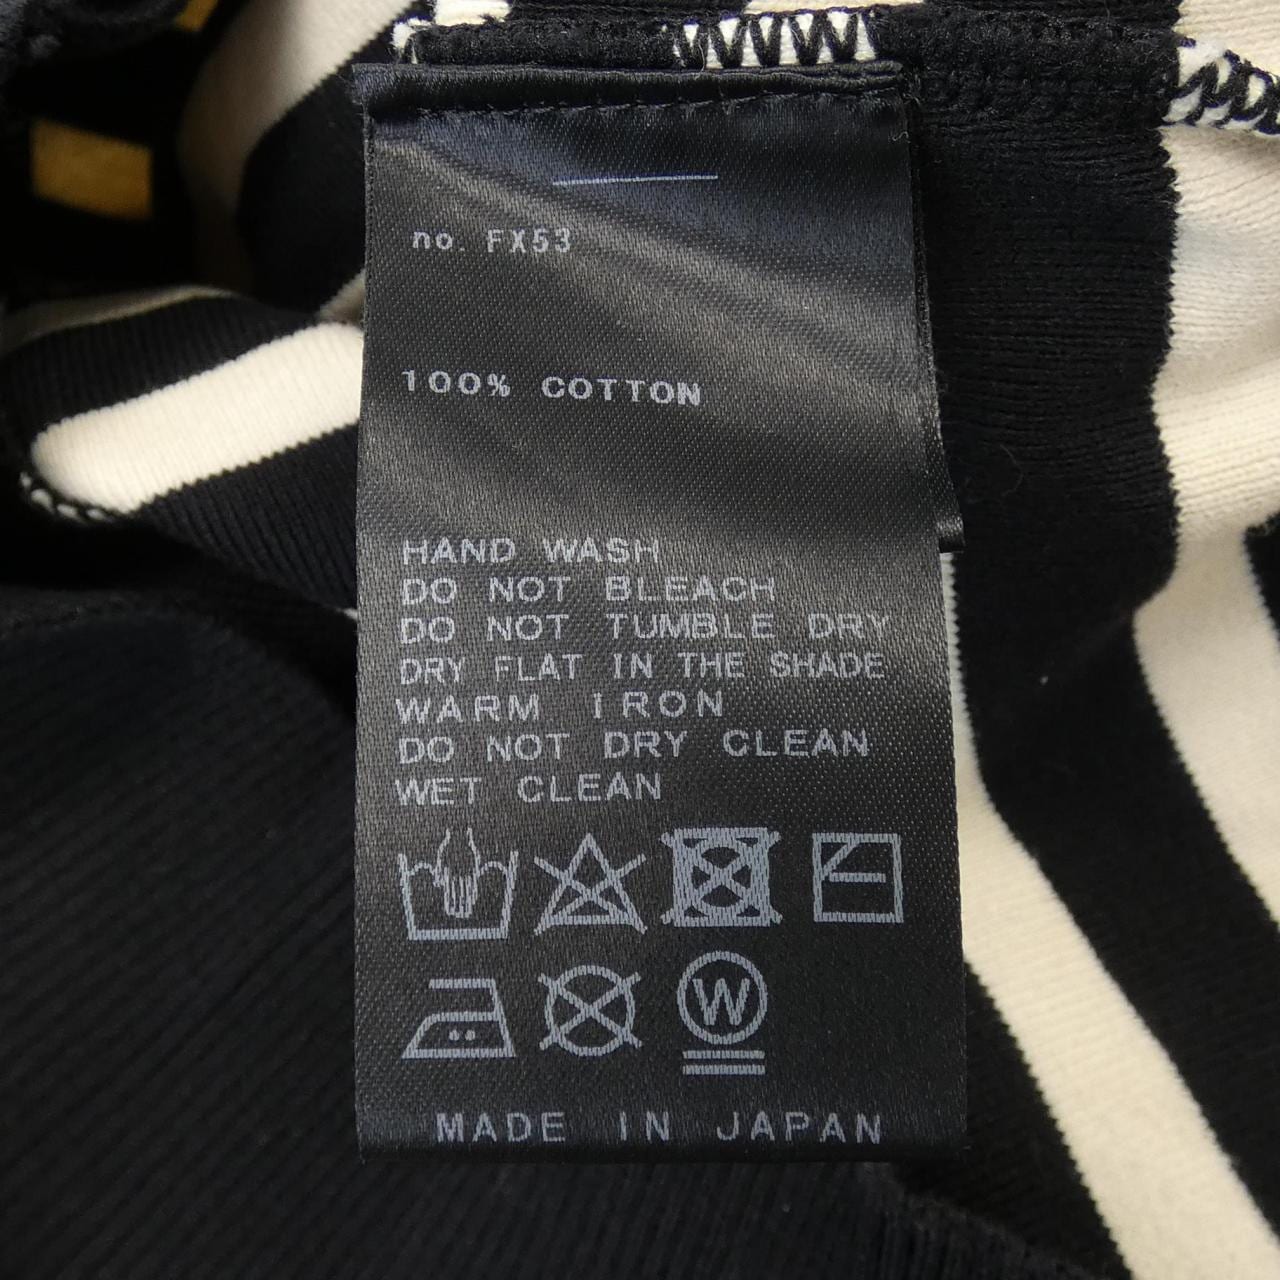 no. FX53
100% COTTON
HAND WASH
DO NOT BLEACH
DO NOT TUMBLE DRY
DRY FLAT IN THE SHADE
WARM IRON
DO NOT DRY CLEAN
WET CLEAN
W
MADE IN JAPAN